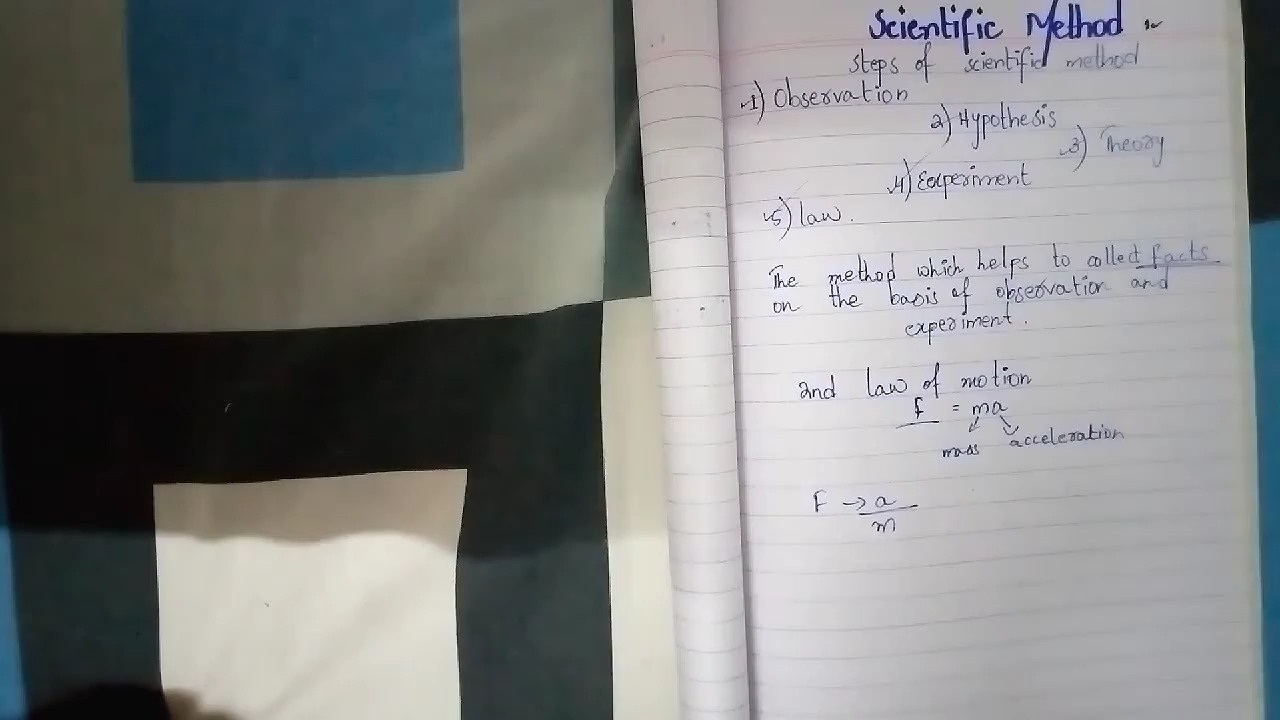 Scientific Method :~
steps of scientific method
1) Observation
2) Hypothesis
3) Theory
4) Experiment
5) law.
The method which helps to called facts
on the basis of observation and
experiment.
2nd law of motion
f = ma
mass acceleration
F → a
m